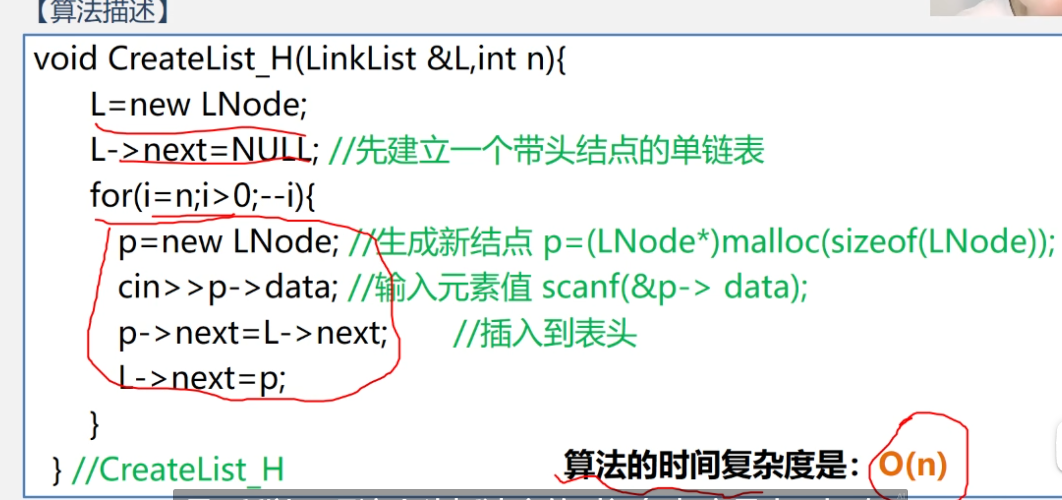 【算法描述】
void CreateList_H(LinkList &L,int n){
L=new LNode;
L->next=NULL; //先建立一个带头结点的单链表
for(i=n;i>0;--i){
p=new LNode; //生成新结点 p=(LNode*)malloc(sizeof(LNode));
cin>>p->data; //输入元素值 scanf(&p-> data);
p->next=L->next; //插入到表头
L->next=p;
}
} //CreateList_H
算法的时间复杂度是：O(n)